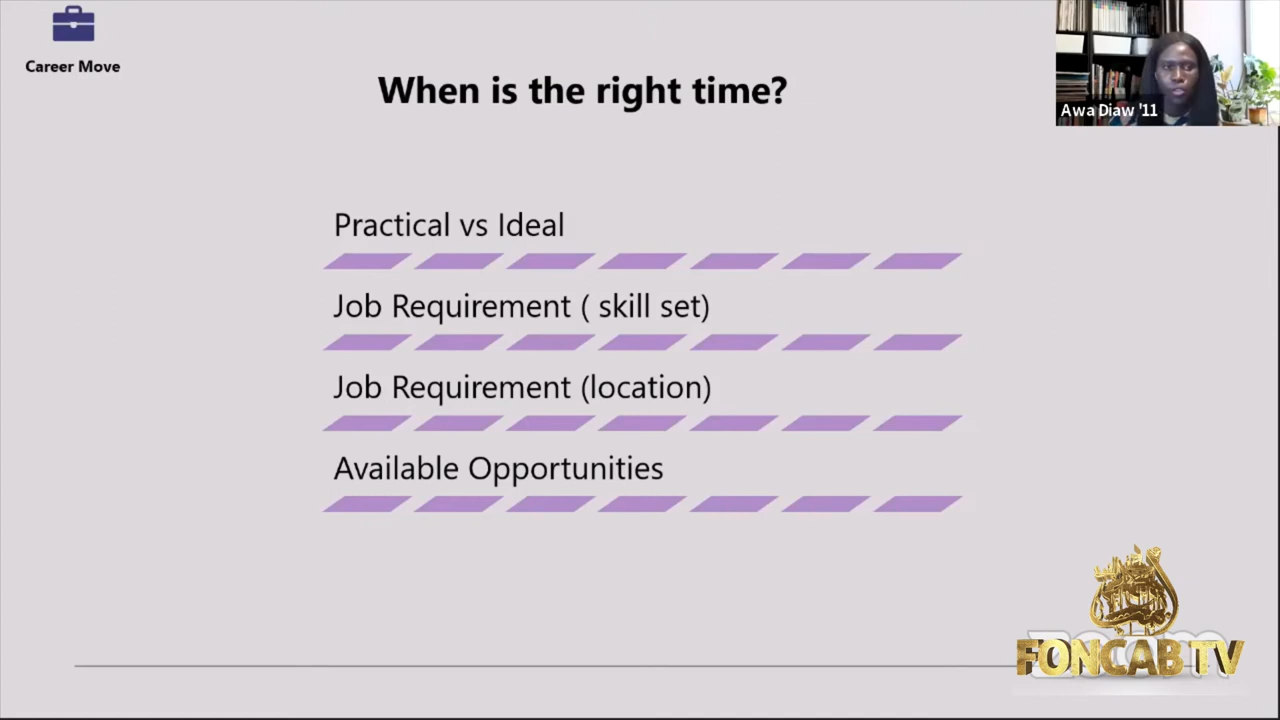 Career Move
When is the right time?
Awa Diaw '11
Practical vs Ideal
Job Requirement ( skill set)
Job Requirement (location)
Available Opportunities
zoom
FONCAB TV